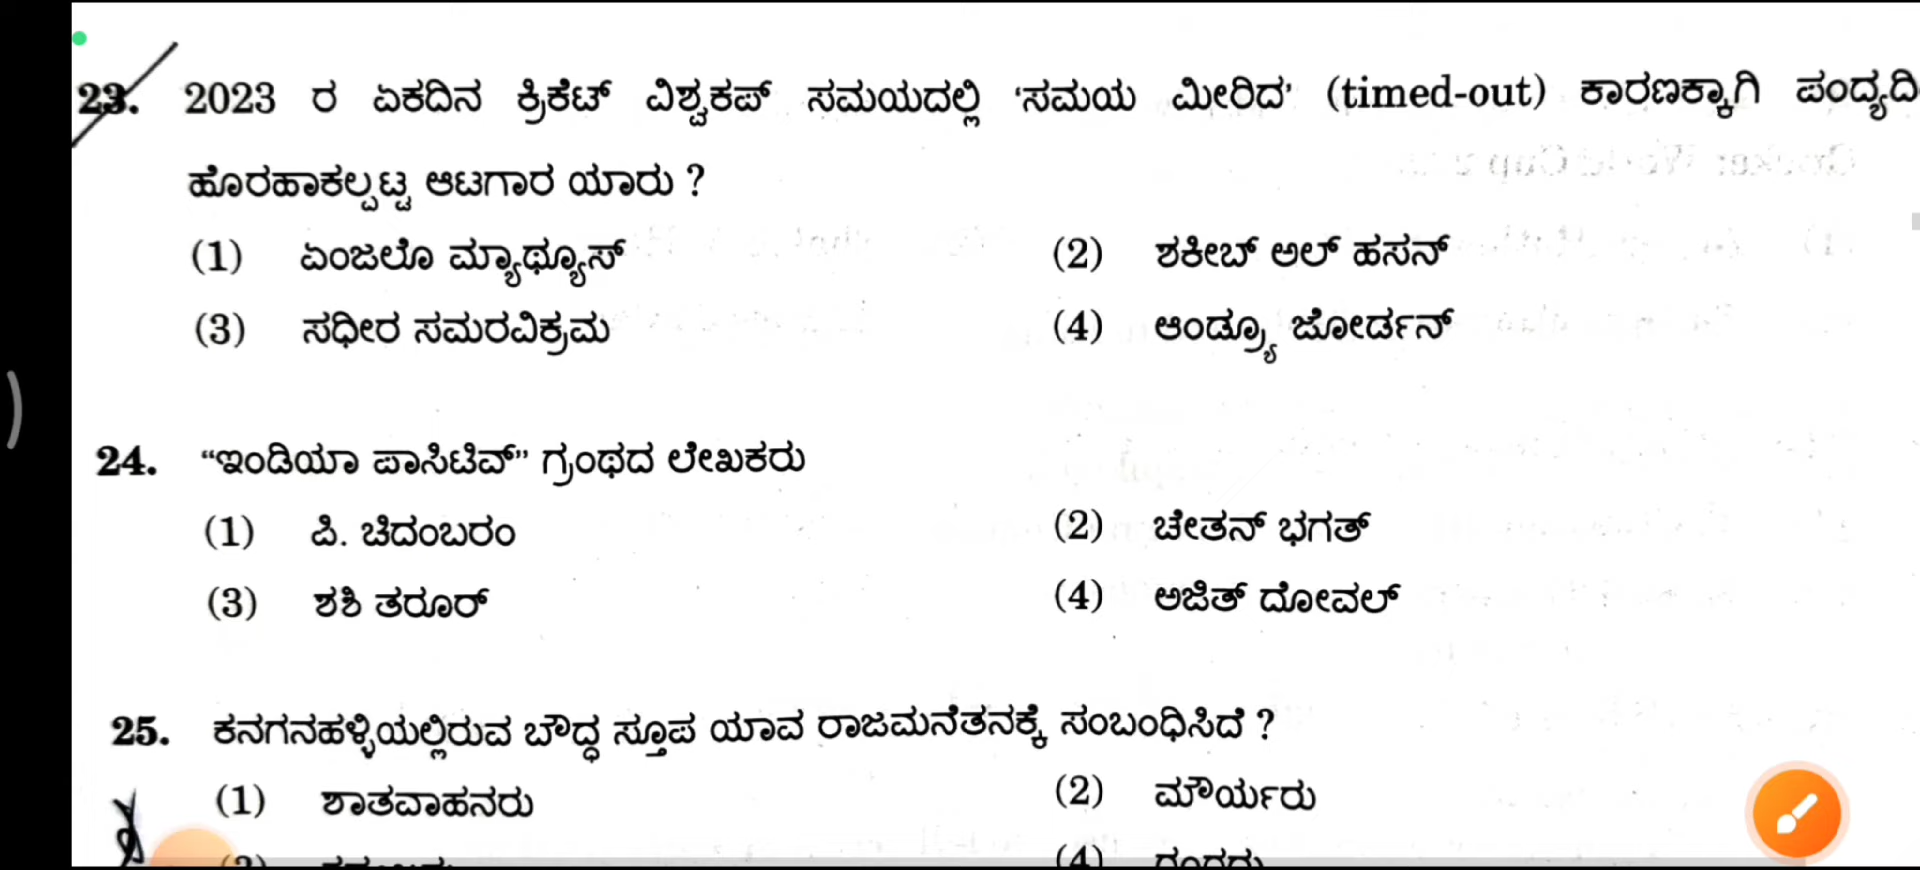 23. 2023 ರ ಏಕದಿನ ಕ್ರಿಕೆಟ್ ವಿಶ್ವಕಪ್ ಸಮಯದಲ್ಲಿ ‘ಸಮಯ ಮೀರಿದ’ (timed-out) ಕಾರಣಕ್ಕಾಗಿ ಪಂದ್ಯದಿ
ಹೊರಹಾಕಲ್ಪಟ್ಟ ಆಟಗಾರ ಯಾರು ?
(1) ಏಂಜಲೊ ಮ್ಯಾಥ್ಯೂಸ್ (2) ಶಕೀಬ್ ಅಲ್ ಹಸನ್
(3) ಸಧೀರ ಸಮರವಿಕ್ರಮ (4) ಆಂಡ್ರ್ಯೂ ಜೋರ್ಡನ್
24. “ಇಂಡಿಯಾ ಪಾಸಿಟಿವ್” ಗ್ರಂಥದ ಲೇಖಕರು
(1) ಪಿ. ಚಿದಂಬರಂ (2) ಚೇತನ್ ಭಗತ್
(3) ಶಶಿ ತರೂರ್ (4) ಅಜಿತ್ ದೋವಲ್
25. ಕನಗನಹಳ್ಳಿಯಲ್ಲಿರುವ ಬೌದ್ಧ ಸ್ತೂಪ ಯಾವ ರಾಜಮನೆತನಕ್ಕೆ ಸಂಬಂಧಿಸಿದೆ ?
(1) ಶಾತವಾಹನರು (2) ಮೌರ್ಯರು
(4)